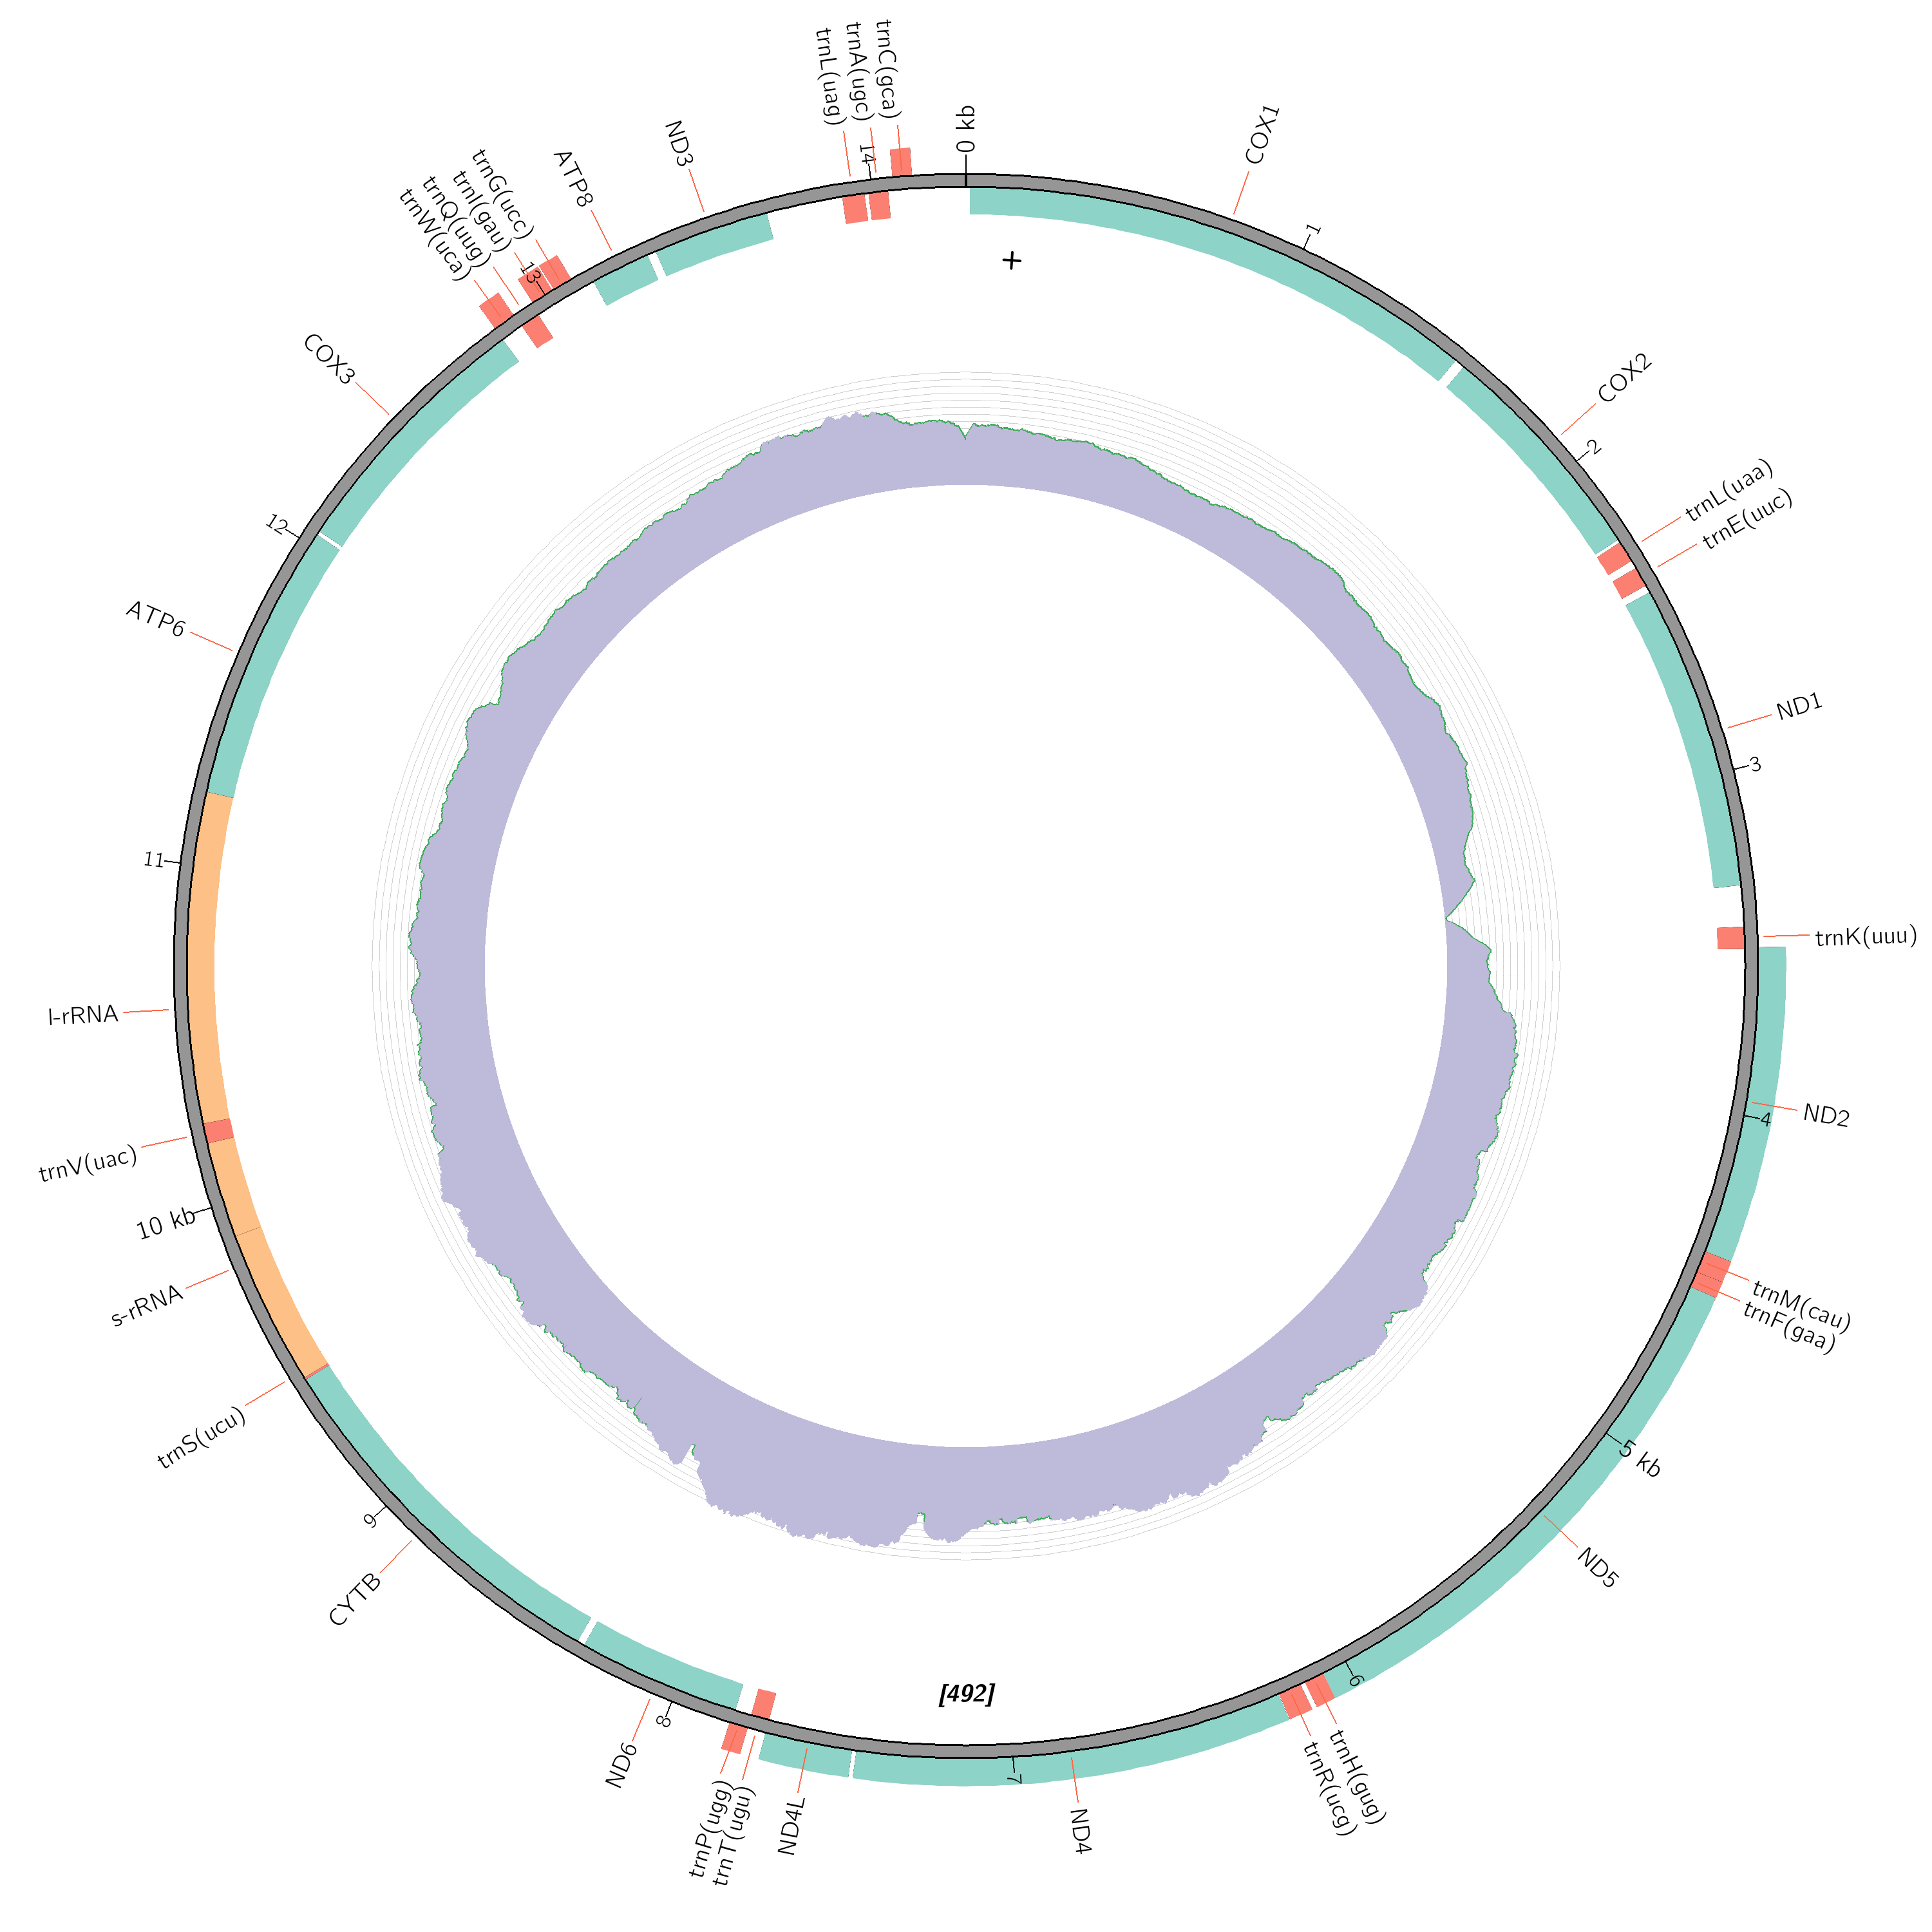 0 kb
COX1
1
COX2
2
trnL(uaa)
trnE(uuc)
ND1
3
trnK(uuu)
ND2
4
trnM(cau)
trnF(gaa)
5 kb
ND5
6
trnH(gug)
trnR(ucg)
ND4
7
ND4L
trnT(ugu)
trnP(ugg)
8
ND6
CYTB
9
trnS(ucu)
s-rRNA
10 kb
trnV(uac)
l-rRNA
11
ATP6
12
COX3
trnW(uca)
trnQ(uug)
13
trnI(gau)
trnG(ucc)
ATP8
ND3
trnL(uag)
14
trnA(ugc)
trnC(gca)
+
[492]